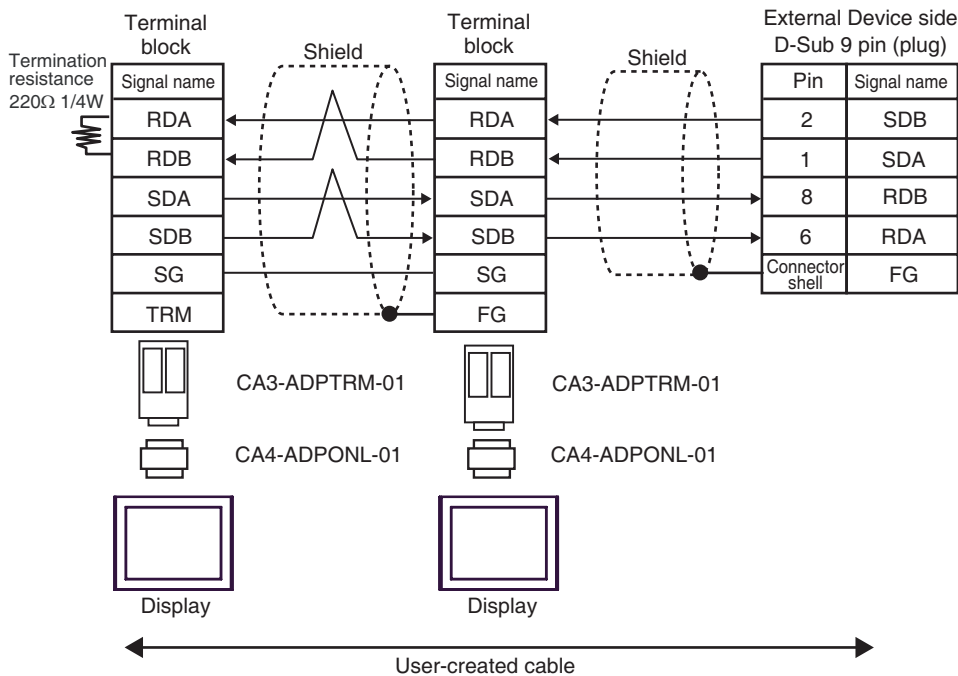 Terminal
block
Terminal
block
External Device side
D-Sub 9 pin (plug)
Termination
resistance
220Ω 1/4W
Shield
Shield
Signal name
Signal name
Pin
Signal name
RDA
RDA
2
SDB
RDB
RDB
1
SDA
SDA
SDA
8
RDB
SDB
SDB
6
RDA
SG
SG
Connector
shell
FG
TRM
FG
CA3-ADPTRM-01
CA3-ADPTRM-01
CA4-ADPONL-01
CA4-ADPONL-01
Display
Display
User-created cable